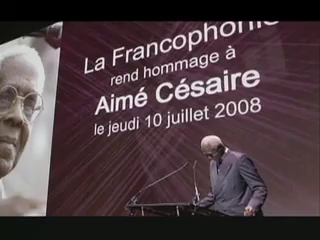 La Francophonie
rend hommage à
Aimé Césaire
le jeudi 10 juillet 2008